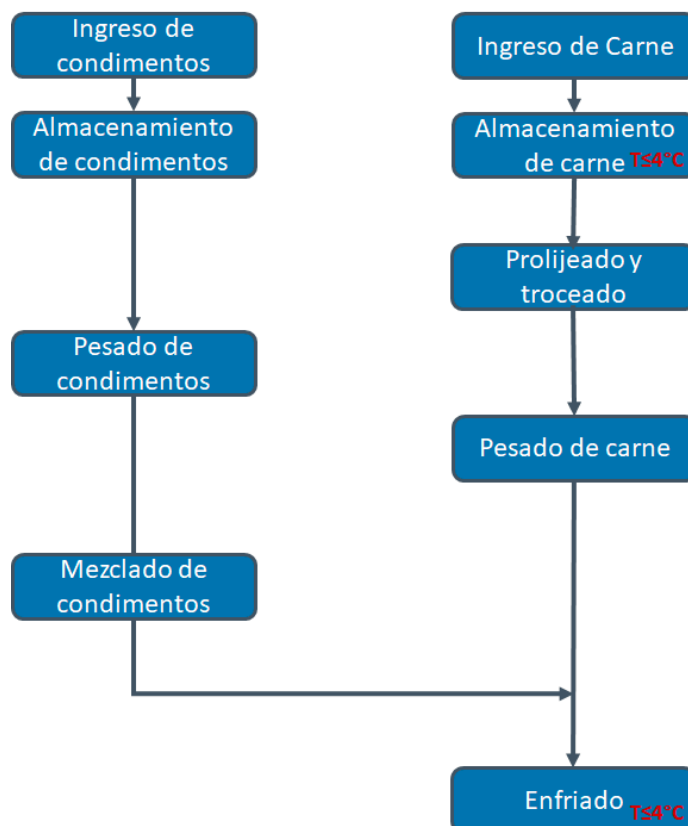 Ingreso de
condimentos
Almacenamiento
de condimentos
Pesado de
condimentos
Mezclado de
condimentos
Ingreso de Carne
Almacenamiento
de carne T≤4°C
Prolijeado y
troceado
Pesado de carne
Enfriado T≤4°C